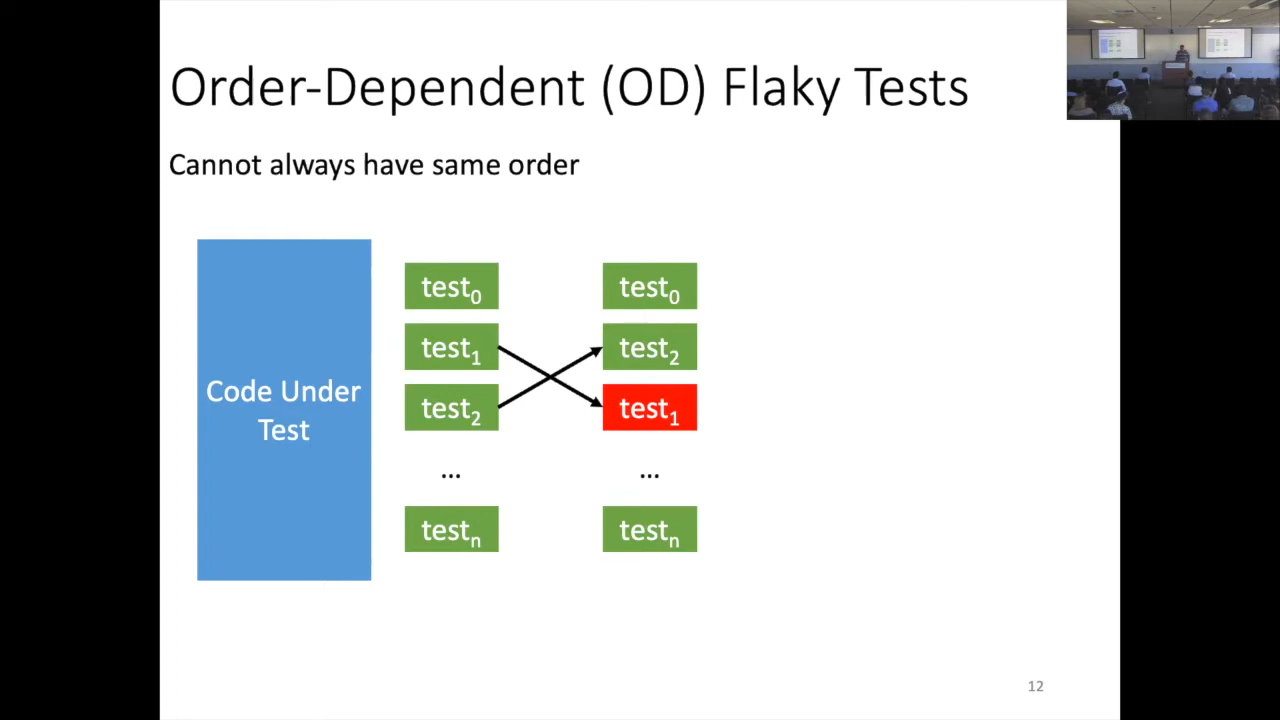 Order-Dependent (OD) Flaky Tests
Cannot always have same order
Code Under
Test
test0
test1
test2
...
testn
test0
test2
test1
...
testn
12